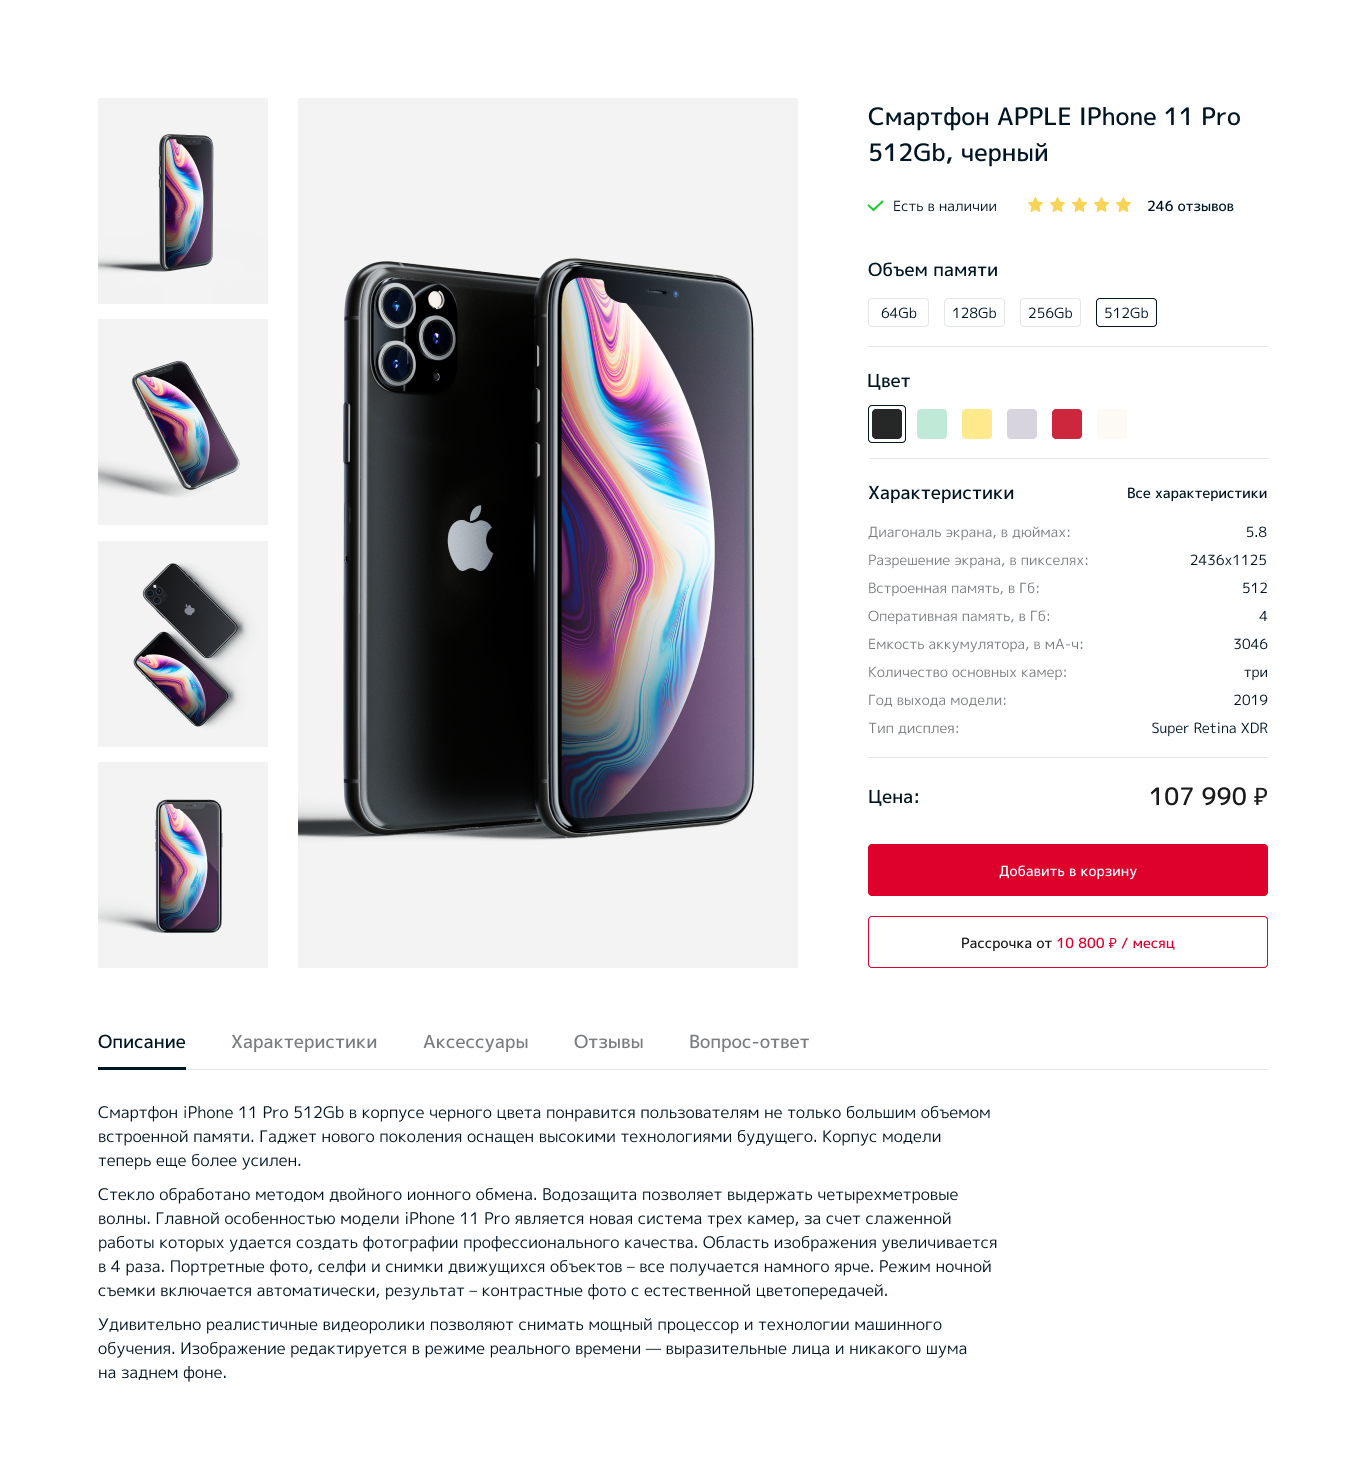 Смартфон APPLE IPhone 11 Pro
512Gb, черный
Есть в наличии
246 отзывов
Объем памяти
64Gb
128Gb
256Gb
512Gb
Цвет
Характеристики
Все характеристики
Диагональ экрана, в дюймах: 5.8
Разрешение экрана, в пикселях: 2436x1125
Встроенная память, в Гб: 512
Оперативная память, в Гб: 4
Емкость аккумулятора, в мА-ч: 3046
Количество основных камер: три
Год выхода модели: 2019
Тип дисплея: Super Retina XDR
Цена: 107 990 ₽
Добавить в корзину
Рассрочка от 10 800 ₽ / месяц
Описание
Характеристики
Аксессуары
Отзывы
Вопрос-ответ
Смартфон iPhone 11 Pro 512Gb в корпусе черного цвета понравится пользователям не только большим объемом
встроенной памяти. Гаджет нового поколения оснащен высокими технологиями будущего. Корпус модели
теперь еще более усилен.
Стекло обработано методом двойного ионного обмена. Водозащита позволяет выдержать четырехметровые
волны. Главной особенностью модели iPhone 11 Pro является новая система трех камер, за счет слаженной
работы которых удается создать фотографии профессионального качества. Область изображения увеличивается
в 4 раза. Портретные фото, селфи и снимки движущихся объектов – все получается намного ярче. Режим ночной
съемки включается автоматически, результат – контрастные фото с естественной цветопередачей.
Удивительно реалистичные видеоролики позволяют снимать мощный процессор и технологии машинного
обучения. Изображение редактируется в режиме реального времени — выразительные лица и никакого шума
на заднем фоне.